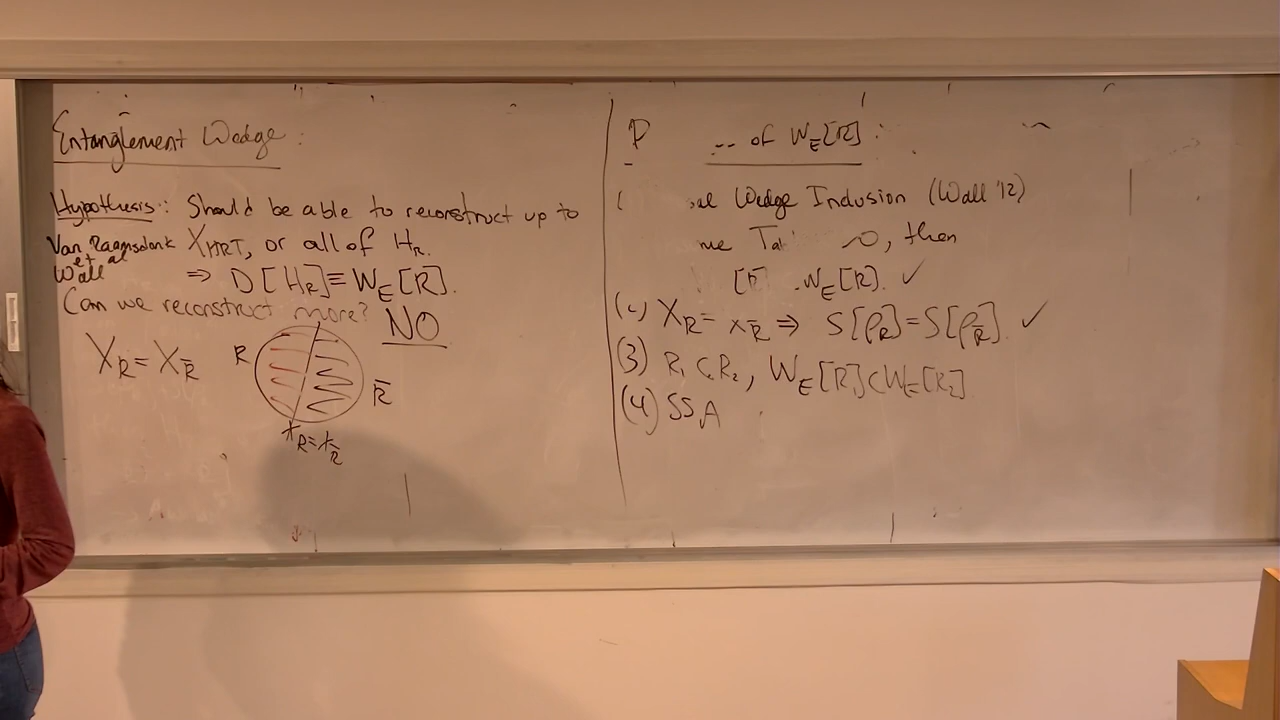 Entanglement Wedge:
Hypothesis: Should be able to reconstruct up to
Van Raamsdonk et al
Wall
X_HRT, or all of H_R.
⇒ D[H_R] ≡ W_E[R].
Can we reconstruct more? NO
X_R = X_R̄
R
R̄
X_R = X_R̄
P ... of W_E[R]:
Wedge Inclusion (Wall '12)
0, then
W_E[R]. ✓
X_R = X_R̄ ⇒ S[ρ_R] = S[ρ_R̄]. ✓
(3) R_1 ⊂ R_2, W_E[R_1] ⊂ W_E[R_2]
(4) SSA